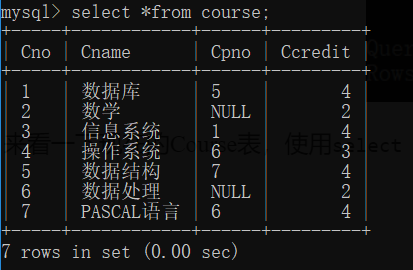 mysql> select *from course;
+-----+------------+------+---------+
| Cno | Cname | Cpno | Ccredit |
+-----+------------+------+---------+
| 1 | 数据库 | 5 | 4 |
| 2 | 数学 | NULL | 2 |
| 3 | 信息系统 | 1 | 4 |
| 4 | 操作系统 | 6 | 3 |
| 5 | 数据结构 | 7 | 4 |
| 6 | 数据处理 | NULL | 2 |
| 7 | PASCAL语言 | 6 | 4 |
+-----+------------+------+---------+
7 rows in set (0.00 sec)